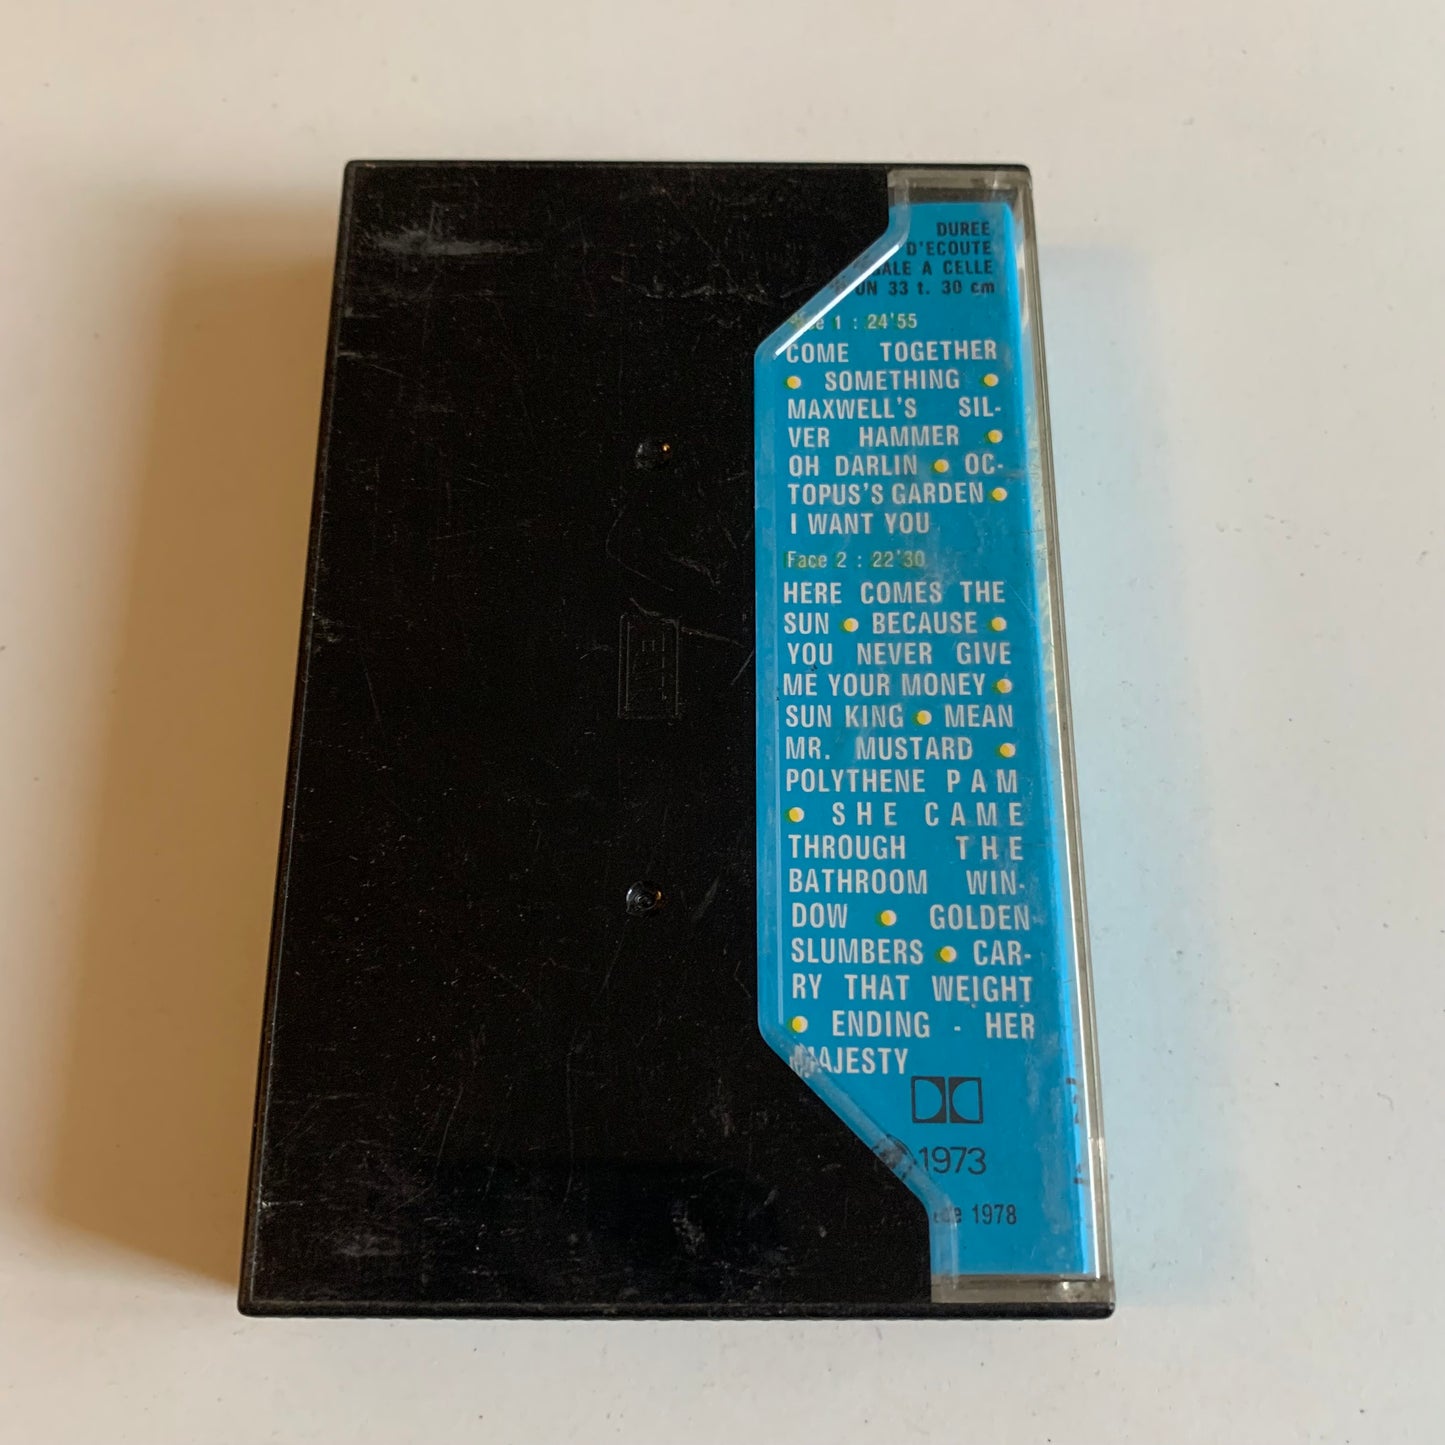 DUREE
D'ECOUTE
A CELLE
33 t. 30 cm
1 : 24'55
COME TOGETHER
• SOMETHING •
MAXWELL'S SIL-
VER HAMMER •
OH DARLIN • OC-
TOPUS'S GARDEN •
I WANT YOU
Face 2 : 22'30
HERE COMES THE
SUN • BECAUSE •
YOU NEVER GIVE
ME YOUR MONEY •
SUN KING • MEAN
MR. MUSTARD •
POLYTHENE PAM
• SHE CAME
THROUGH THE
BATHROOM WIN-
DOW • GOLDEN
SLUMBERS • CAR-
RY THAT WEIGHT
• ENDING - HER
MAJESTY
1973
1978